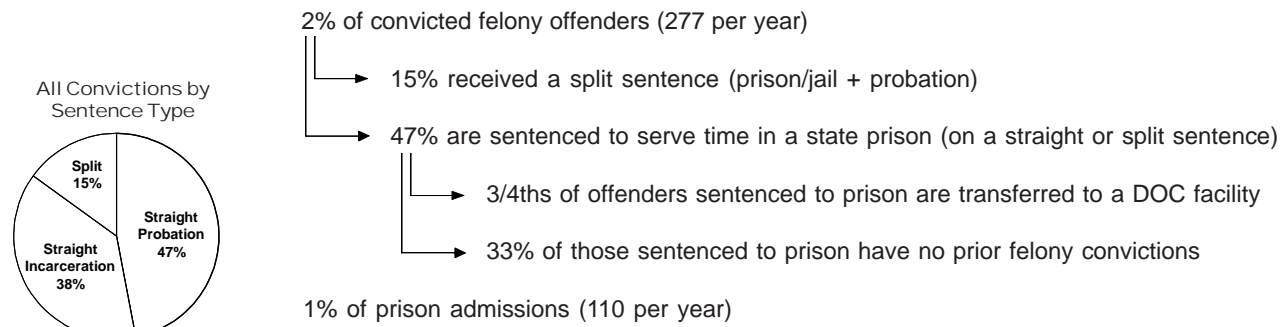 2% of convicted felony offenders (277 per year)
15% received a split sentence (prison/jail + probation)
All Convictions by
Sentence Type
47% are sentenced to serve time in a state prison (on a straight or split sentence)
Split
15%
3/4ths of offenders sentenced to prison are transferred to a DOC facility
Straight
Probation
47%
Straight
Incarceration
38%
33% of those sentenced to prison have no prior felony convictions
1% of prison admissions (110 per year)